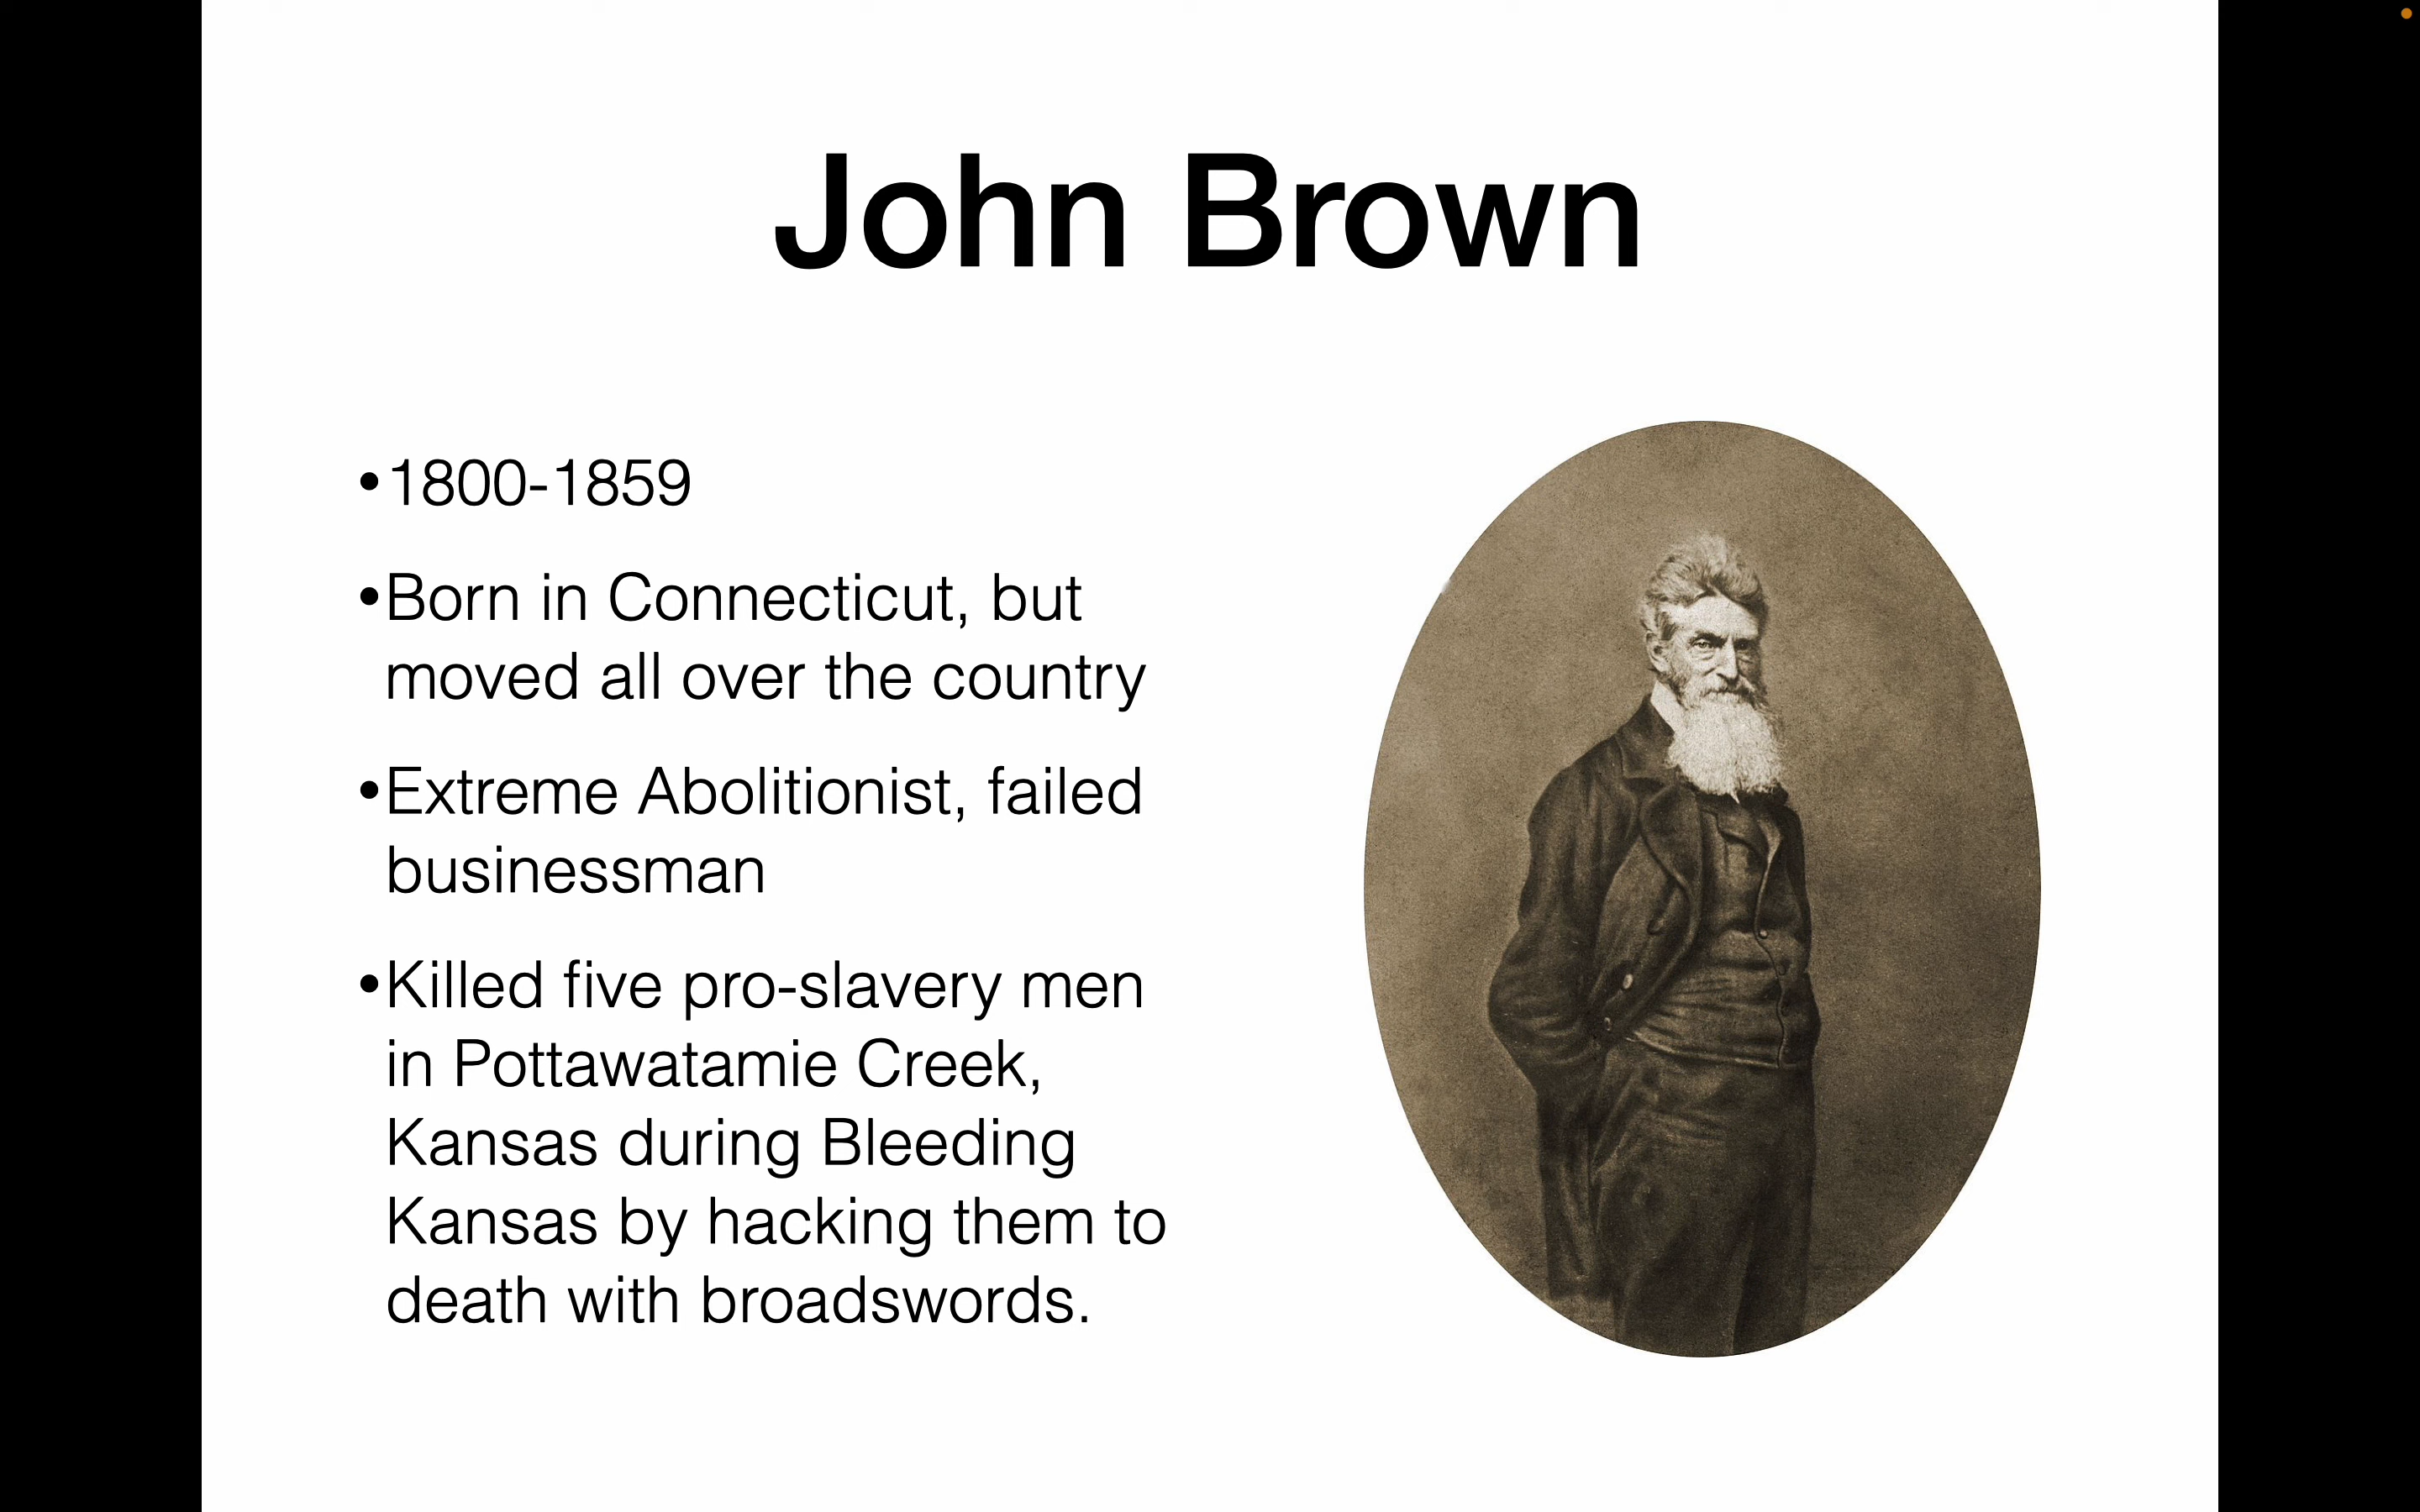 John Brown
•1800-1859
•Born in Connecticut, but
moved all over the country
•Extreme Abolitionist, failed
businessman
•Killed five pro-slavery men
in Pottawatamie Creek,
Kansas during Bleeding
Kansas by hacking them to
death with broadswords.